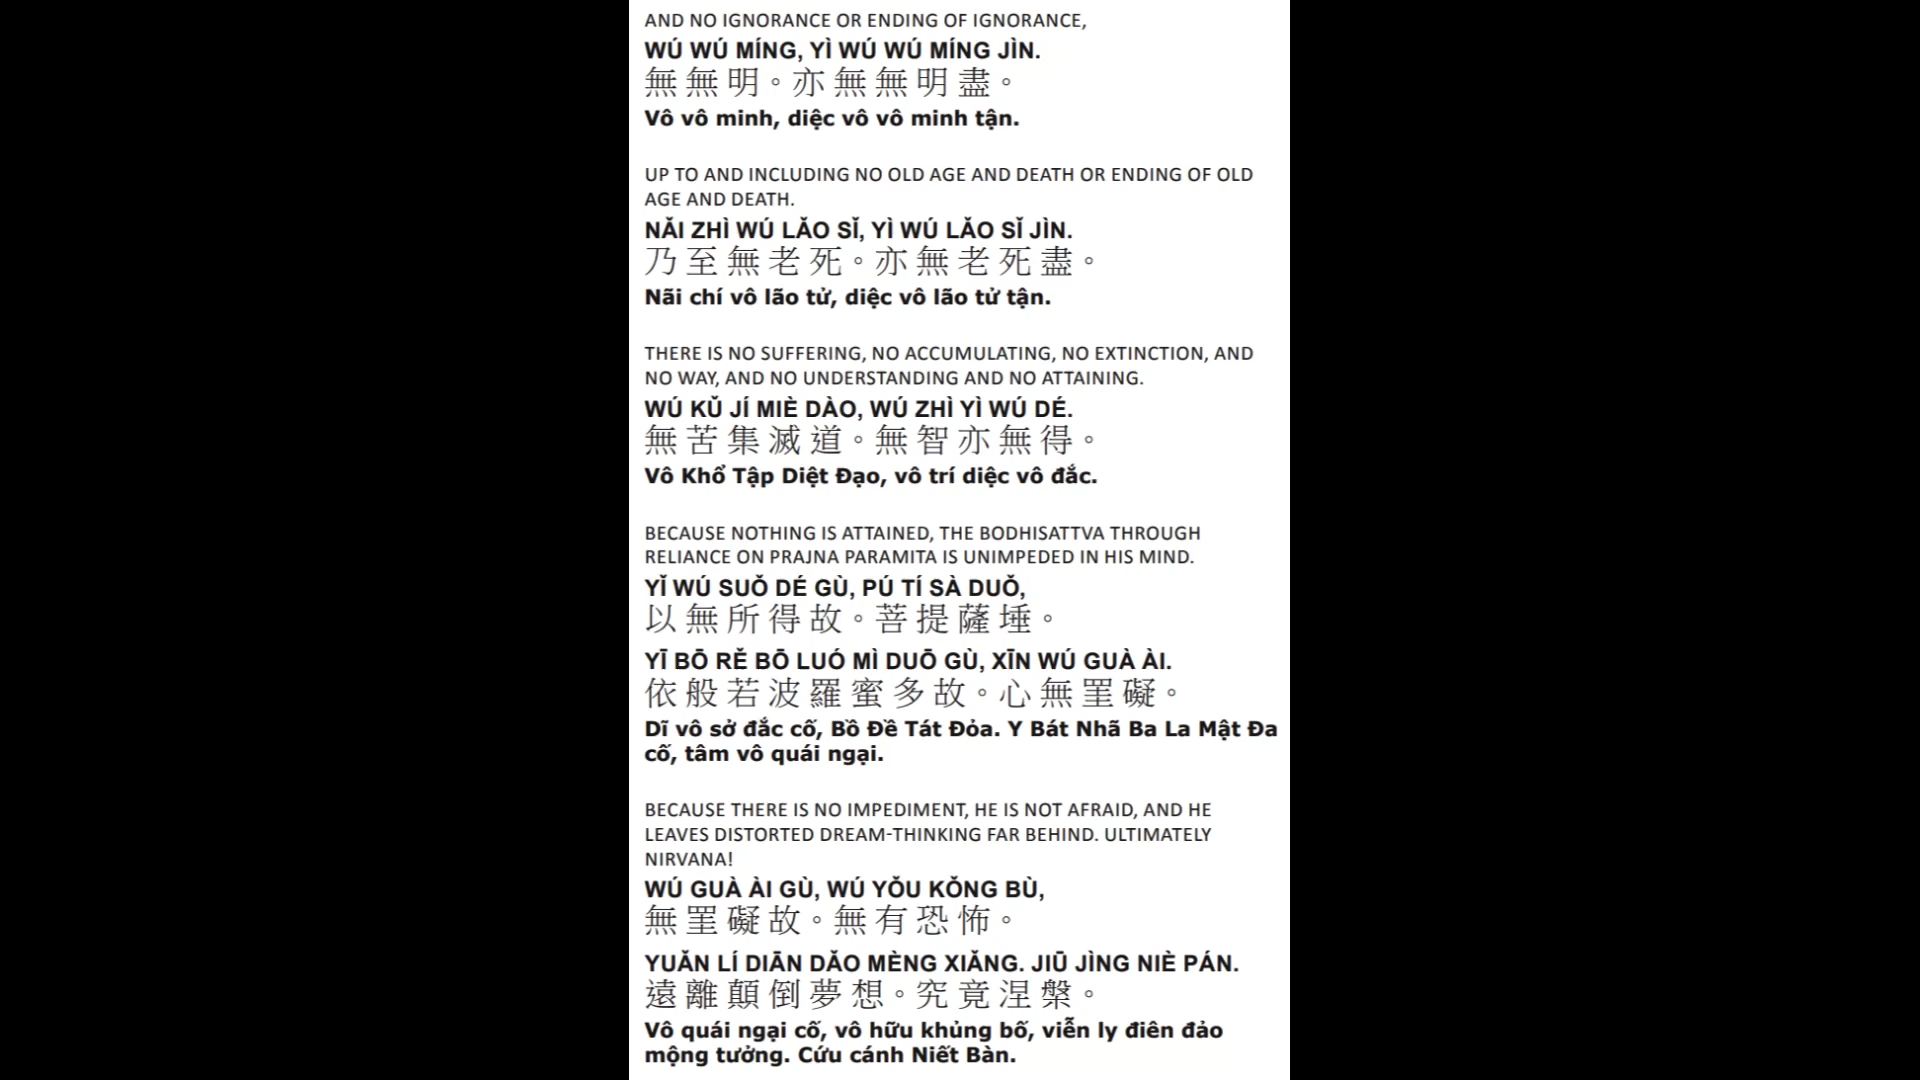 AND NO IGNORANCE OR ENDING OF IGNORANCE,
WÚ WÚ MÍNG, YÌ WÚ WÚ MÍNG JÌN.
無無明。亦無無明盡。
Vô vô minh, diệc vô vô minh tận.
UP TO AND INCLUDING NO OLD AGE AND DEATH OR ENDING OF OLD
AGE AND DEATH.
NǍI ZHÌ WÚ LǍO SǏ, YÌ WÚ LǍO SǏ JÌN.
乃至無老死。亦無老死盡。
Nãi chí vô lão tử, diệc vô lão tử tận.
THERE IS NO SUFFERING, NO ACCUMULATING, NO EXTINCTION, AND
NO WAY, AND NO UNDERSTANDING AND NO ATTAINING.
WÚ KǓ JÍ MIÈ DÀO, WÚ ZHÌ YÌ WÚ DÉ.
無苦集滅道。無智亦無得。
Vô Khổ Tập Diệt Đạo, vô trí diệc vô đắc.
BECAUSE NOTHING IS ATTAINED, THE BODHISATTVA THROUGH
RELIANCE ON PRAJNA PARAMITA IS UNIMPEDED IN HIS MIND.
YǏ WÚ SUǑ DÉ GÙ, PÚ TÍ SÀ DUǑ,
以無所得故。菩提薩埵。
YĪ BŌ RĚ BŌ LUÓ MÌ DUŌ GÙ, XĪN WÚ GUÀ ÀI.
依般若波羅蜜多故。心無罣礙。
Dĩ vô sở đắc cố, Bồ Đề Tát Đỏa. Y Bát Nhã Ba La Mật Đa
cố, tâm vô quái ngại.
BECAUSE THERE IS NO IMPEDIMENT, HE IS NOT AFRAID, AND HE
LEAVES DISTORTED DREAM-THINKING FAR BEHIND. ULTIMATELY
NIRVANA!
WÚ GUÀ ÀI GÙ, WÚ YǑU KǑNG BÙ,
無罣礙故。無有恐怖。
YUǍN LÍ DIĀN DǍO MÈNG XIǍNG. JIŪ JÌNG NIÈ PÁN.
遠離顛倒夢想。究竟涅槃。
Vô quái ngại cố, vô hữu khủng bố, viễn ly điên đảo
mộng tưởng. Cứu cánh Niết Bàn.